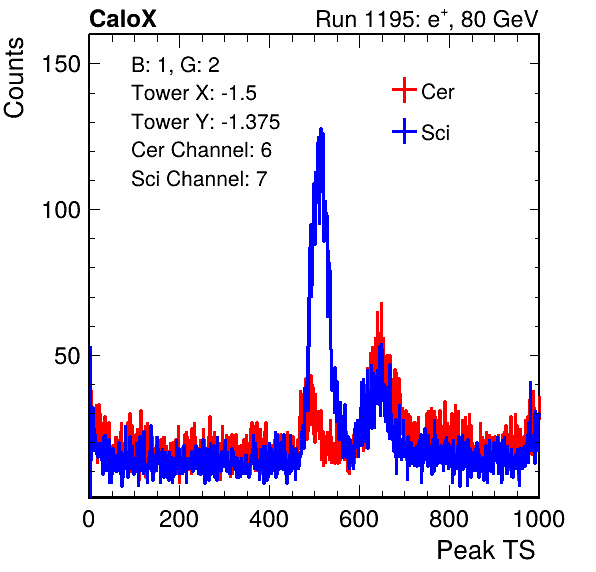 CaloX Run 1195: e⁺, 80 GeV
Counts
150
100
50
B: 1, G: 2
Tower X: -1.5
Tower Y: -1.375
Cer Channel: 6
Sci Channel: 7
Cer
Sci
0 200 400 600 800 1000
Peak TS